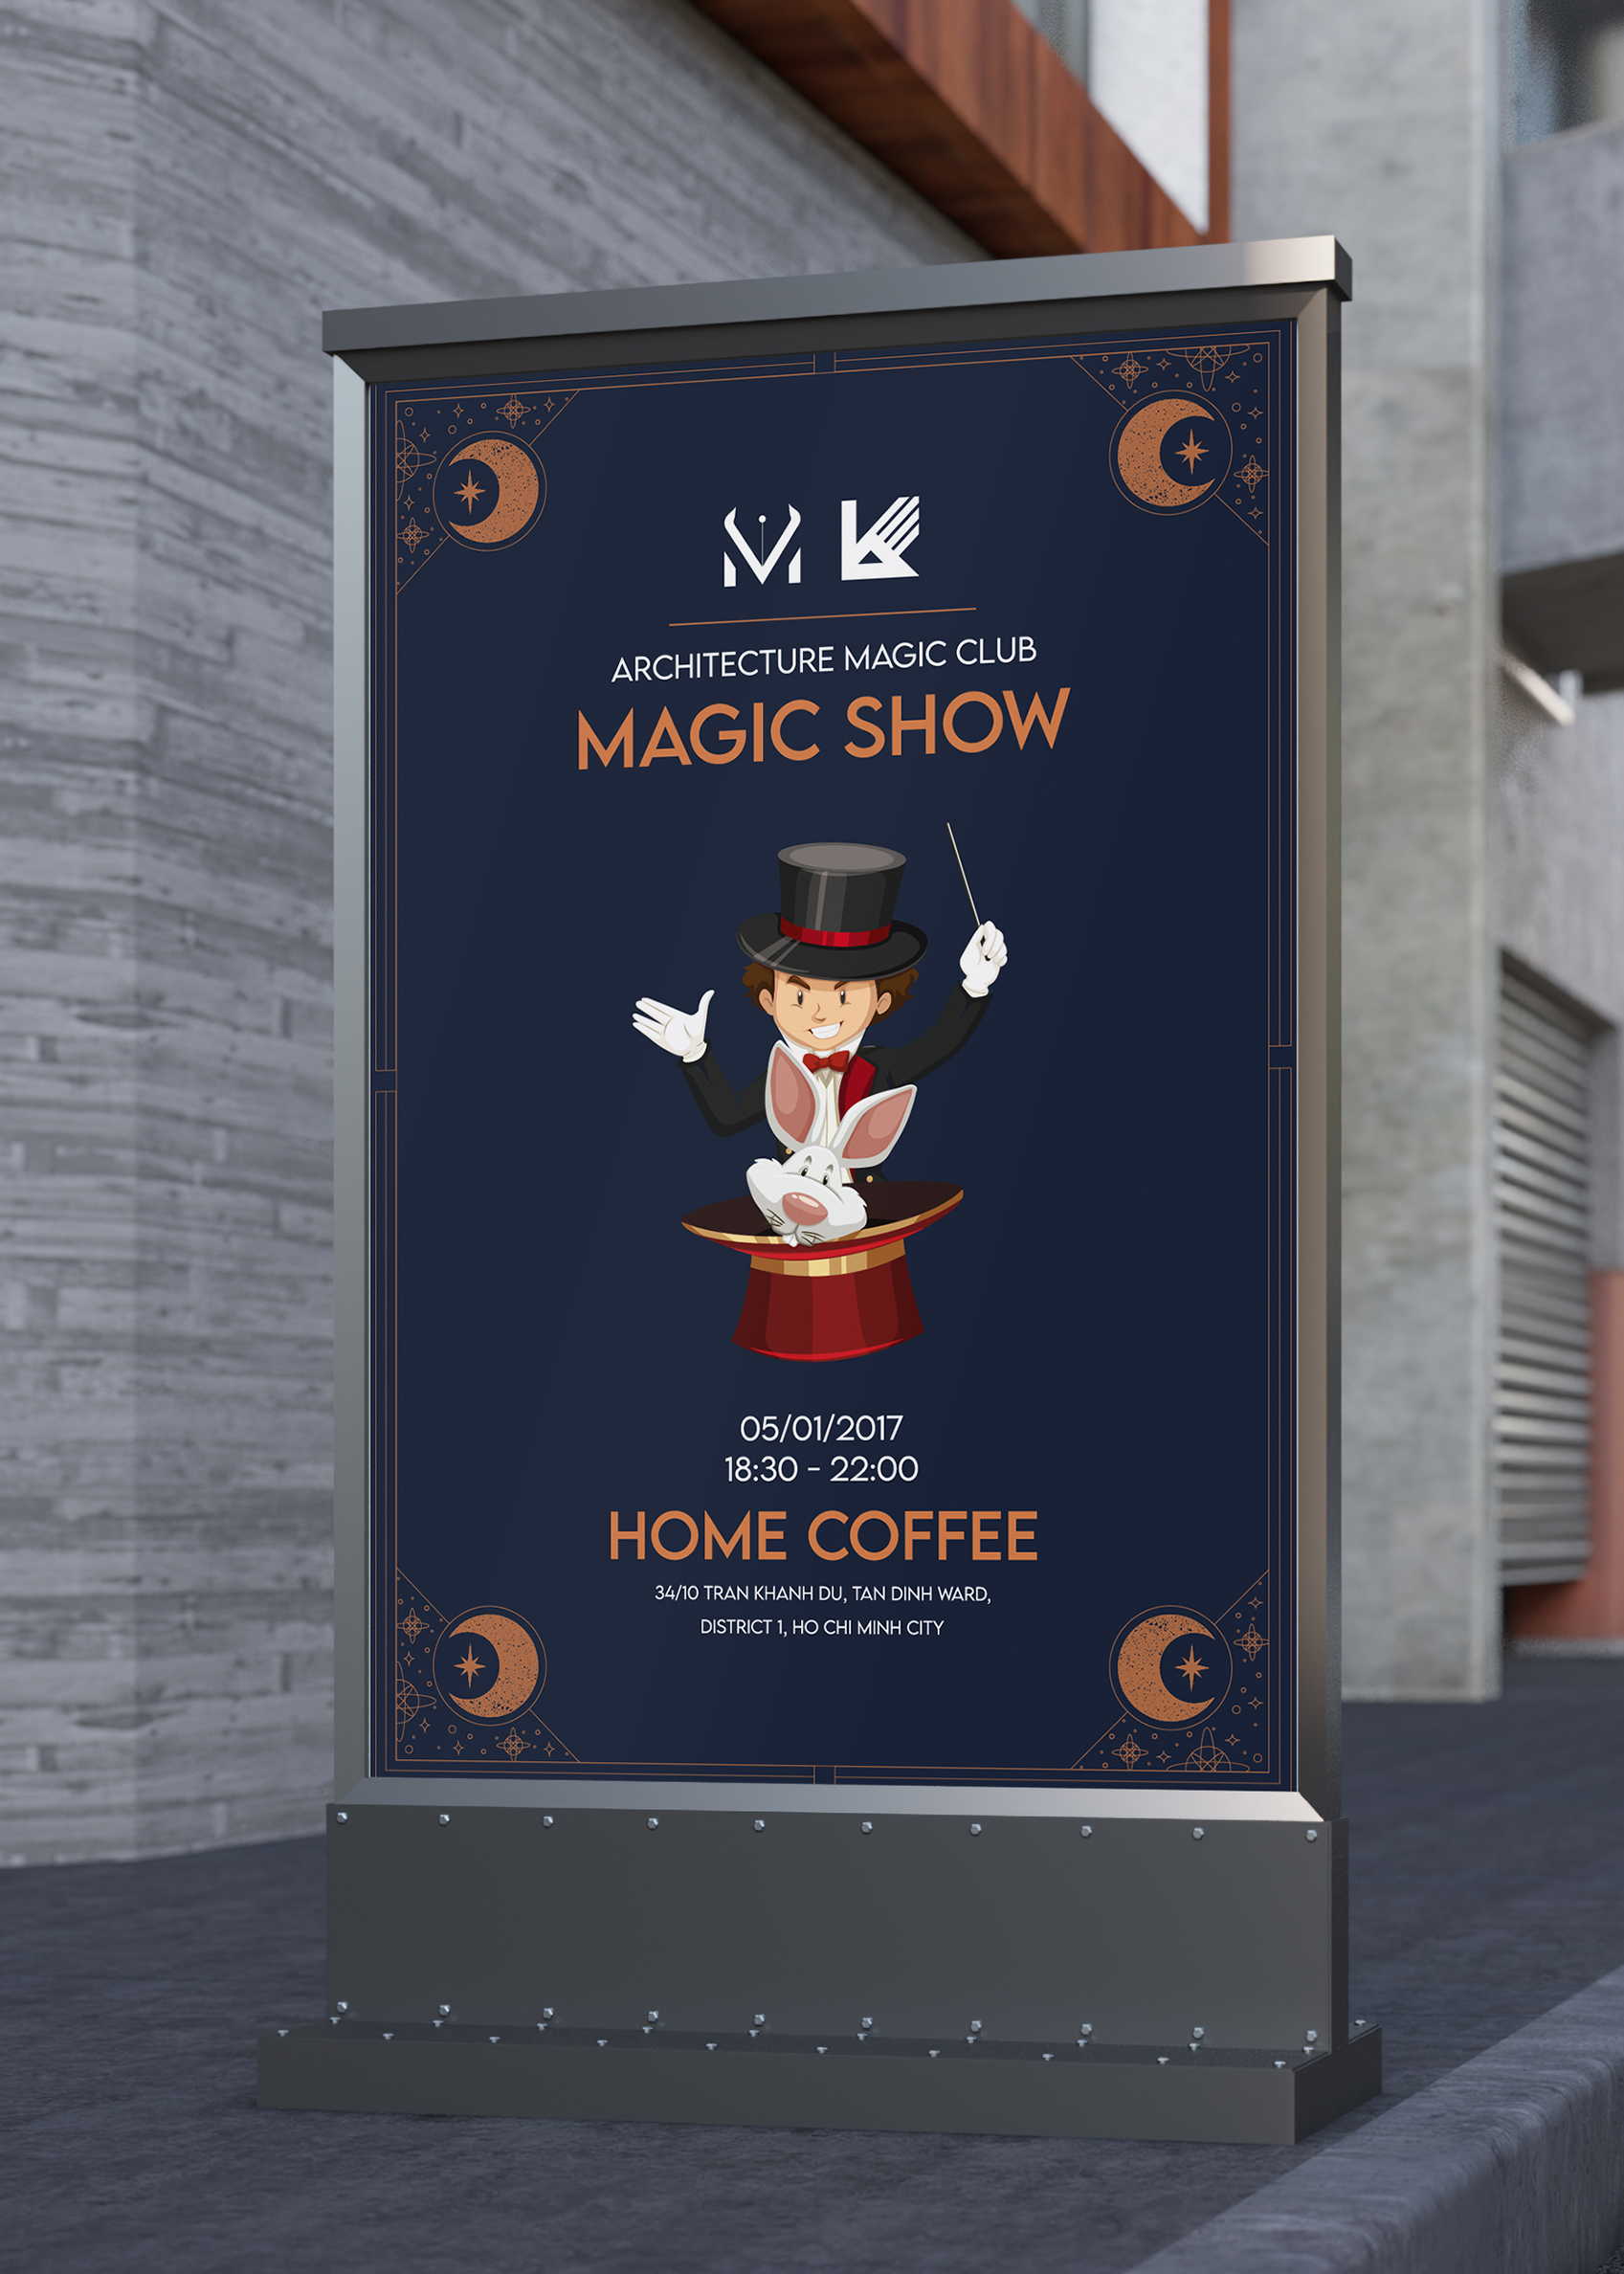 ARCHITECTURE MAGIC CLUB
MAGIC SHOW
05/01/2017
18:30 - 22:00
HOME COFFEE
34/10 TRAN KHANH DU, TAN DINH WARD,
DISTRICT 1, HO CHI MINH CITY